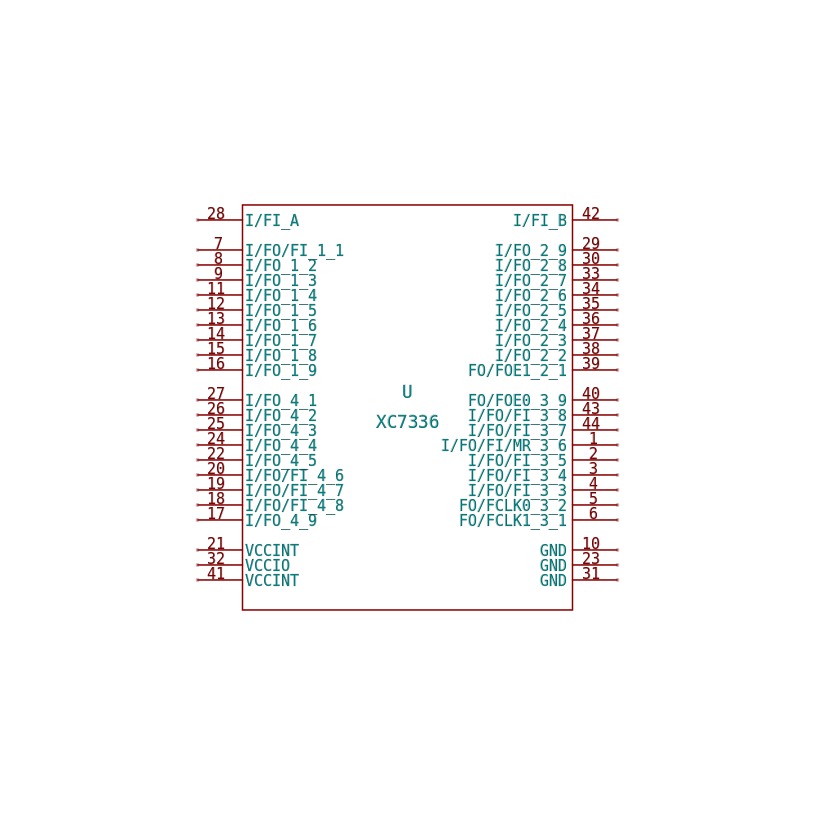 28 I/FI_A I/FI_B 42
7 I/FO/FI_1_1 I/FO_2_9 29
8 I/FO_1_2 I/FO_2_8 30
9 I/FO_1_3 I/FO_2_7 33
11 I/FO_1_4 I/FO_2_6 34
12 I/FO_1_5 I/FO_2_5 35
13 I/FO_1_6 I/FO_2_4 36
14 I/FO_1_7 I/FO_2_3 37
15 I/FO_1_8 I/FO_2_2 38
16 I/FO_1_9 FO/FOE1_2_1 39
U
27 I/FO_4_1 FO/FOE0_3_9 40
26 I/FO_4_2 I/FO/FI_3_8 43
XC7336
25 I/FO_4_3 I/FO/FI_3_7 44
24 I/FO_4_4 I/FO/FI/MR_3_6 1
22 I/FO_4_5 I/FO/FI_3_5 2
20 I/FO/FI_4_6 I/FO/FI_3_4 3
19 I/FO/FI_4_7 I/FO/FI_3_3 4
18 I/FO/FI_4_8 FO/FCLK0_3_2 5
17 I/FO_4_9 FO/FCLK1_3_1 6
21 VCCINT GND 10
32 VCCIO GND 23
41 VCCINT GND 31